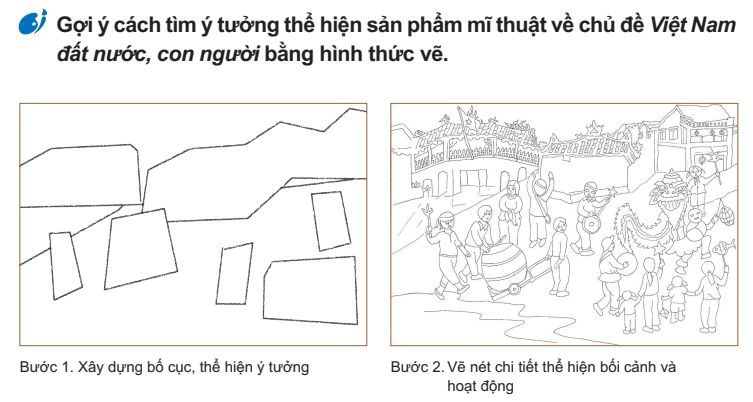 Gợi ý cách tìm ý tưởng thể hiện sản phẩm mĩ thuật về chủ đề Việt Nam
đất nước, con người bằng hình thức vẽ.
Bước 1. Xây dựng bố cục, thể hiện ý tưởng
Bước 2. Vẽ nét chi tiết thể hiện bối cảnh và
hoạt động